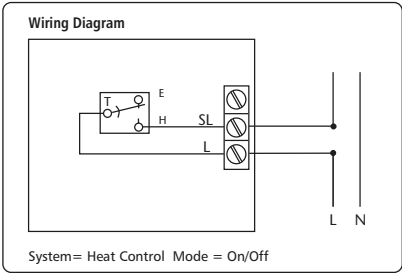 Wiring Diagram
T
E
H
SL
L
L N
System= Heat Control Mode = On/Off